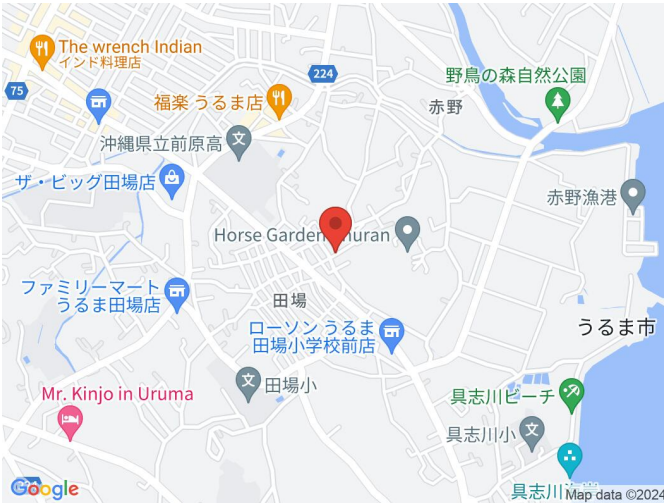 The wrench Indian
インド料理店
75
224
福楽 うるま店
野鳥の森自然公園
赤野
沖縄県立前原高
ザ・ビッグ田場店
赤野漁港
Horse Garden
huran
ファミリーマート
うるま田場店
田場
ローソン うるま
田場小学校前店
うるま市
田場小
Mr. Kinjo in Uruma
具志川ビーチ
具志川小
具志川
Google
Map data ©2024